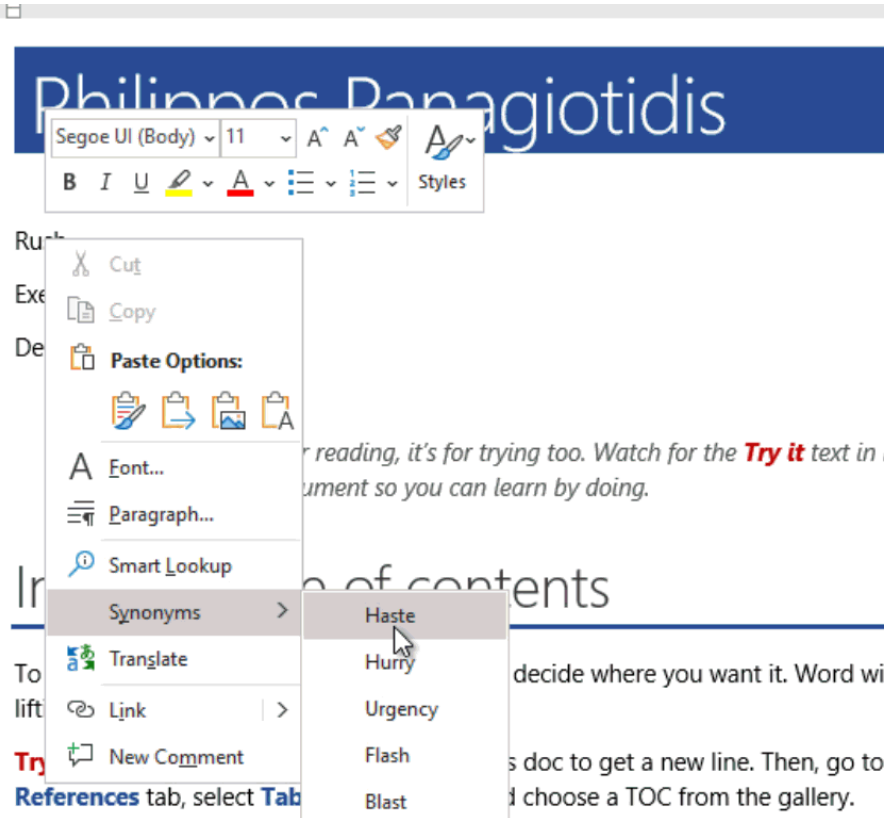 Philippos Panagiotidis
Segoe UI (Body) 11 A A
B I U A Styles
Rush
Exe
De
Cut
Copy
Paste Options:
reading, it's for trying too. Watch for the Try it text in
ument so you can learn by doing.
Font...
Paragraph...
Smart Lookup
of contents
Synonyms
Haste
Hurry
Urgency
Flash
Blast
Translate
To decide where you want it. Word wi
lift
Link
New Comment
Try s doc to get a new line. Then, go to
References tab, select Tab d choose a TOC from the gallery.